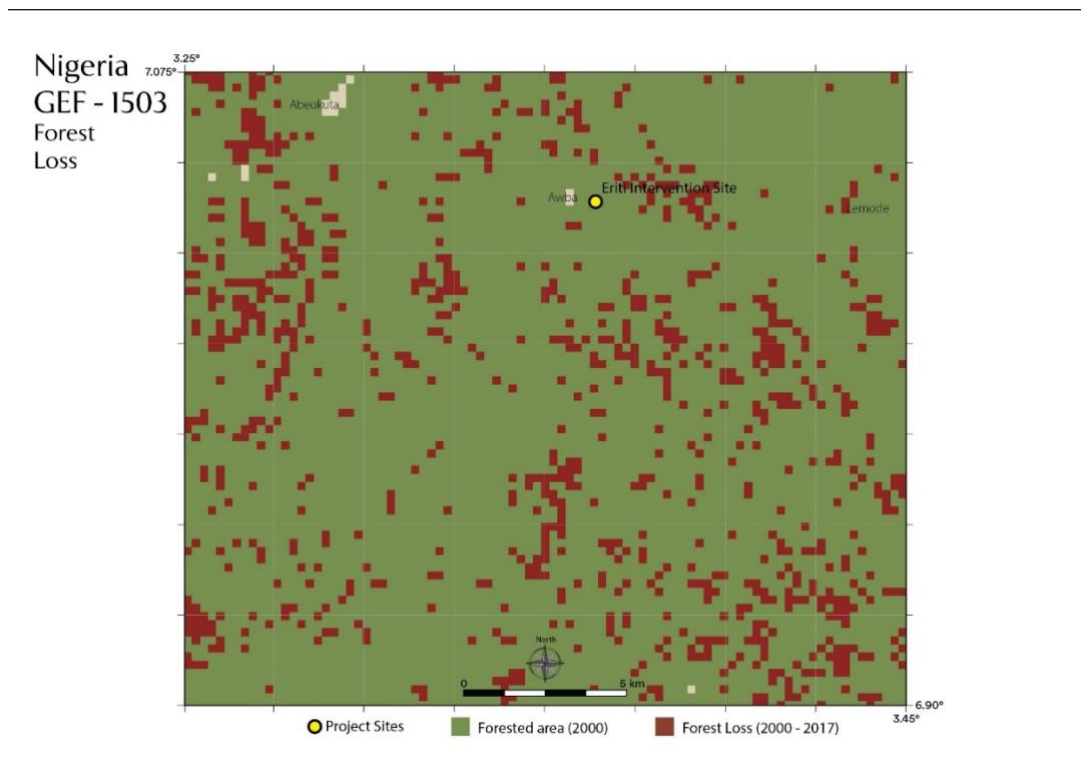 Nigeria
GEF - 1503
Forest
Loss
3.25°
7.075°
Abeokuta
Awba
Eriti Intervention Site
Lemode
North
0
5 km
6.90°
3.45°
Project Sites
Forested area (2000)
Forest Loss (2000 - 2017)